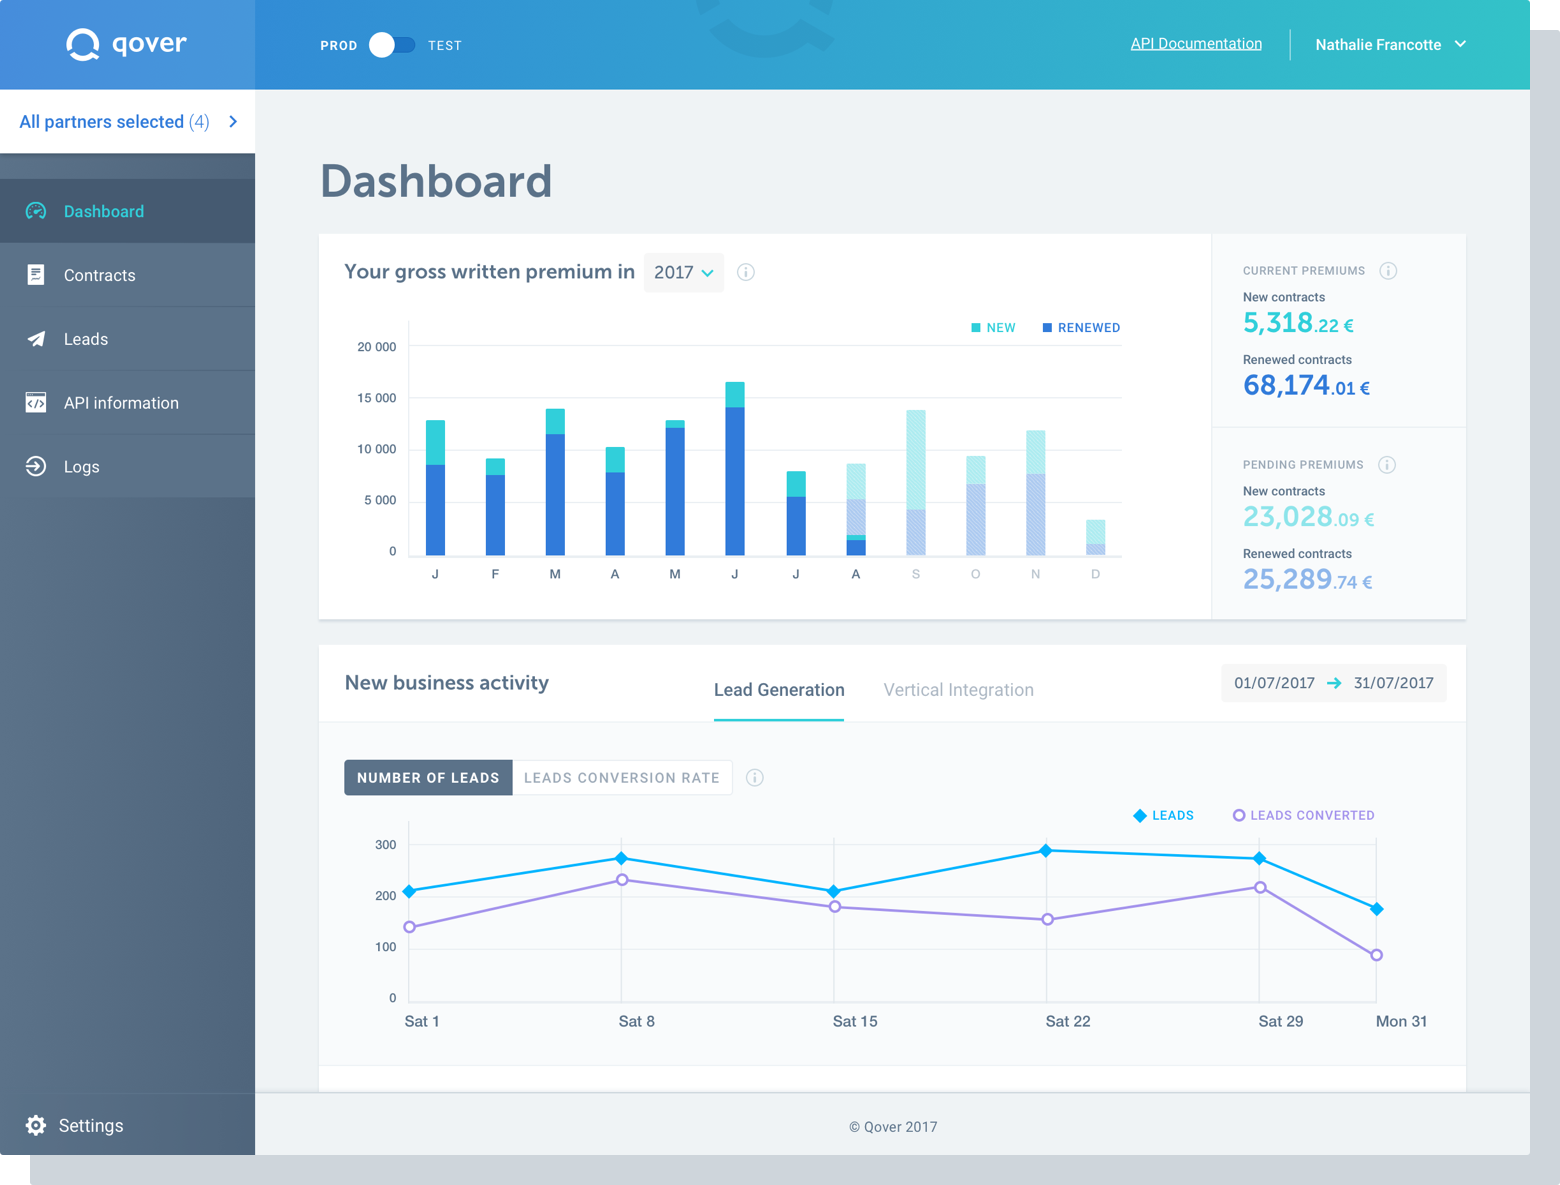 qover
PROD TEST
API Documentation
Nathalie Francotte
All partners selected (4)
Dashboard
Contracts
Leads
API information
Logs
Settings
Dashboard
Your gross written premium in 2017
NEW RENEWED
20 000
15 000
10 000
5 000
0
J F M A M J J A S O N D
CURRENT PREMIUMS
New contracts
5,318.22 €
Renewed contracts
68,174.01 €
PENDING PREMIUMS
New contracts
23,028.09 €
Renewed contracts
25,289.74 €
New business activity
Lead Generation
Vertical Integration
01/07/2017 → 31/07/2017
NUMBER OF LEADS
LEADS CONVERSION RATE
LEADS LEADS CONVERTED
300
200
100
0
Sat 1 Sat 8 Sat 15 Sat 22 Sat 29 Mon 31
© Qover 2017